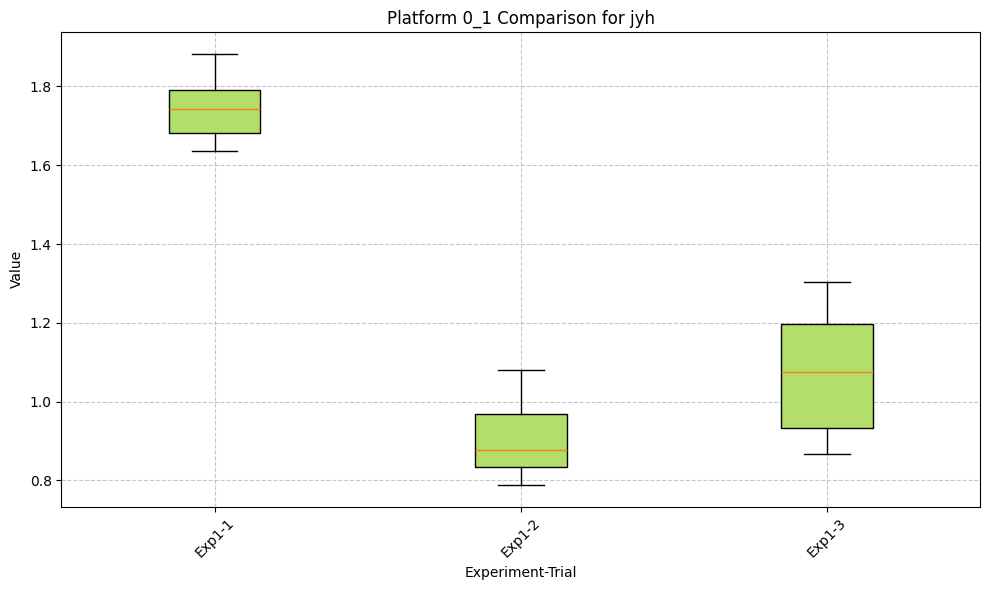 Platform 0_1 Comparison for jyh
Value
1.8
1.6
1.4
1.2
1.0
0.8
Exp1-1
Exp1-2
Exp1-3
Experiment-Trial